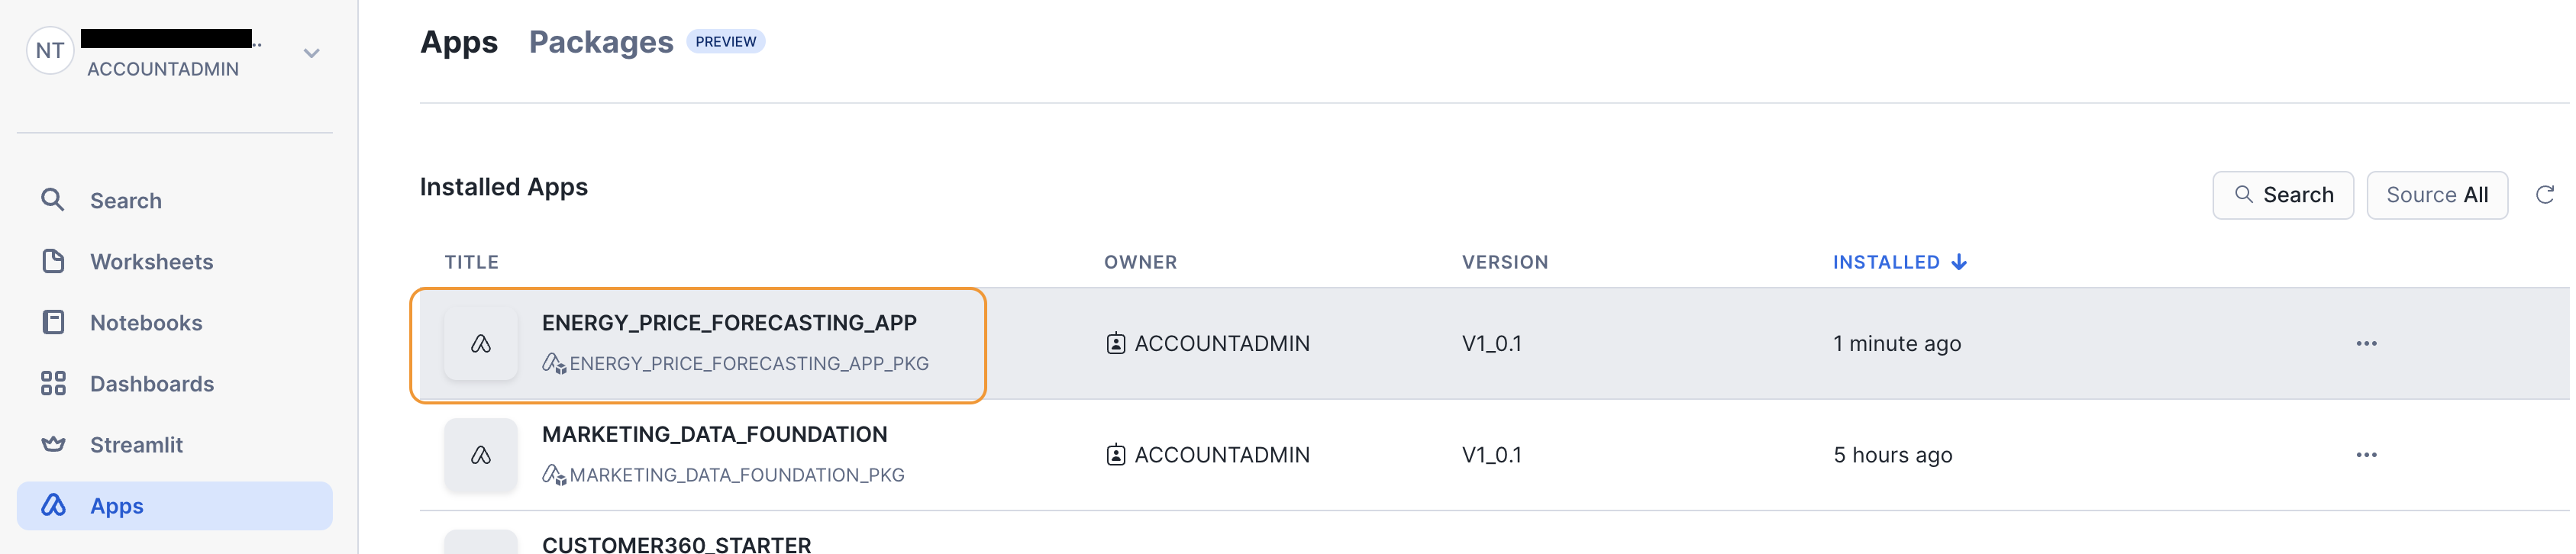 NT
..
ACCOUNTADMIN
Search
Worksheets
Notebooks
Dashboards
Streamlit
Apps
Apps Packages PREVIEW
Installed Apps
Search Source All
TITLE OWNER VERSION INSTALLED
ENERGY_PRICE_FORECASTING_APP
ENERGY_PRICE_FORECASTING_APP_PKG
ACCOUNTADMIN V1_0.1 1 minute ago ...
MARKETING_DATA_FOUNDATION
MARKETING_DATA_FOUNDATION_PKG
ACCOUNTADMIN V1_0.1 5 hours ago ...
CUSTOMER360_STARTER